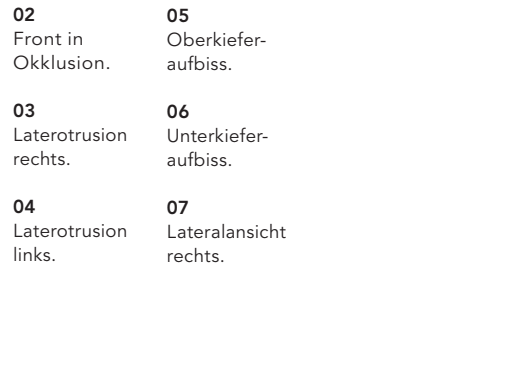 02
Front in
Okklusion.
03
Laterotrusion
rechts.
04
Laterotrusion
links.
05
Oberkiefer-
aufbiss.
06
Unterkiefer-
aufbiss.
07
Lateralansicht
rechts.